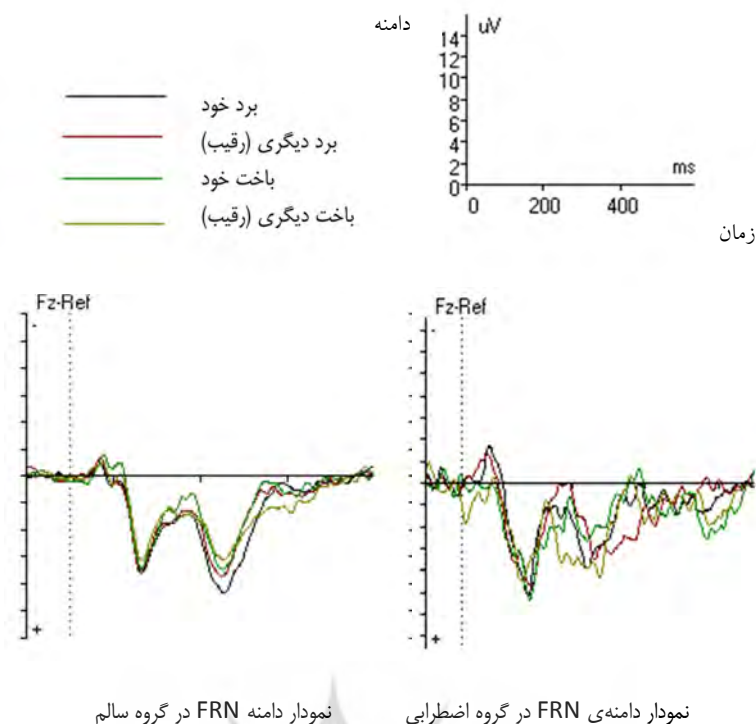 دامنه
uV
14
12
10
8
6
4
2
0
ms
0 200 400
زمان
برد خود
برد دیگری (رقیب)
باخت خود
باخت دیگری (رقیب)
Fz-Ref
-
+
Fz-Ref
-
+
نمودار دامنه‌ی FRN در گروه اضطرابی
نمودار دامنه FRN در گروه سالم